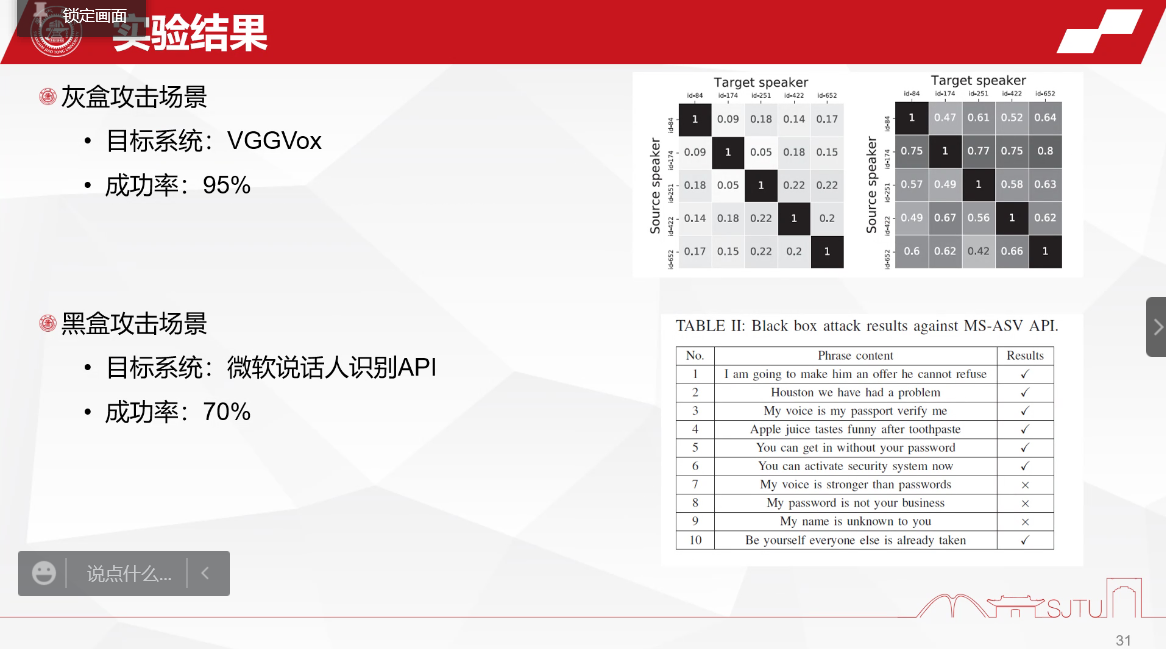 锁定画面
实验结果
灰盒攻击场景
• 目标系统：VGGVox
• 成功率：95%
Target speaker
id-84 id-174 id-251 id-422 id-652
Source speaker
id-84 1 0.09 0.18 0.14 0.17
id-174 0.09 1 0.05 0.18 0.15
id-251 0.18 0.05 1 0.22 0.22
id-422 0.14 0.18 0.22 1 0.2
id-652 0.17 0.15 0.22 0.2 1
Target speaker
id-84 id-174 id-251 id-422 id-652
Source speaker
id-84 1 0.47 0.61 0.52 0.64
id-174 0.75 1 0.77 0.75 0.8
id-251 0.57 0.49 1 0.58 0.63
id-422 0.49 0.67 0.56 1 0.62
id-652 0.6 0.62 0.42 0.66 1
黑盒攻击场景
• 目标系统：微软说话人识别API
• 成功率：70%
TABLE II: Black box attack results against MS-ASV API.
No. Phrase content Results
1 I am going to make him an offer he cannot refuse ✓
2 Houston we have had a problem ✓
3 My voice is my passport verify me ✓
4 Apple juice tastes funny after toothpaste ✓
5 You can get in without your password ✓
6 You can activate security system now ✓
7 My voice is stronger than passwords ×
8 My password is not your business ×
9 My name is unknown to you ×
10 Be yourself everyone else is already taken ✓
说点什么...
SJTU
31